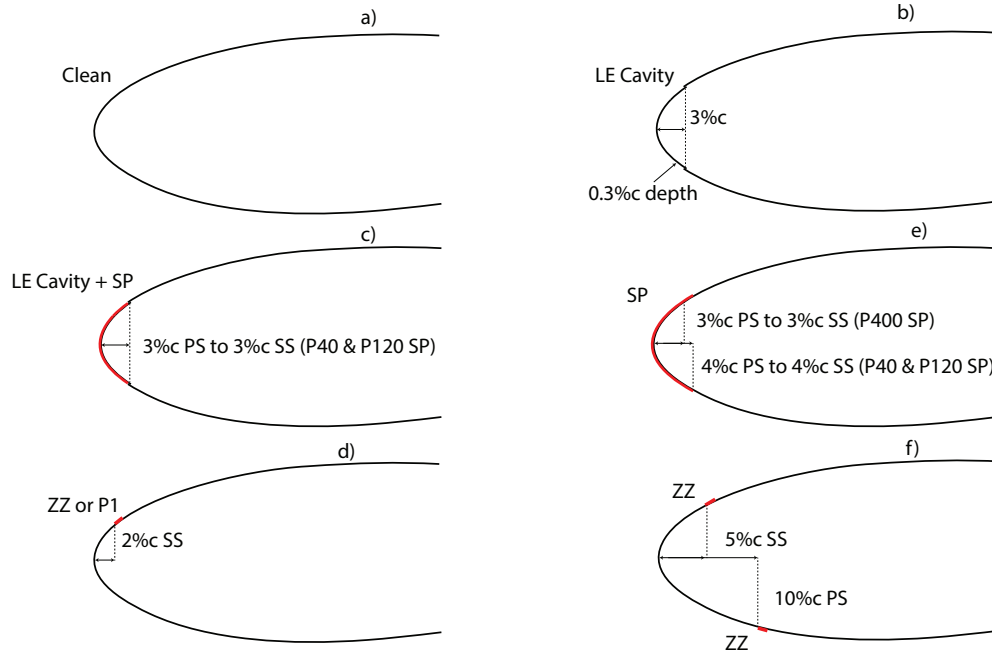 a)
Clean
b)
LE Cavity
3%c
0.3%c depth
c)
LE Cavity + SP
3%c PS to 3%c SS (P40 & P120 SP)
e)
SP
3%c PS to 3%c SS (P400 SP)
4%c PS to 4%c SS (P40 & P120 SP)
d)
ZZ or P1
2%c SS
f)
ZZ
5%c SS
10%c PS
ZZ